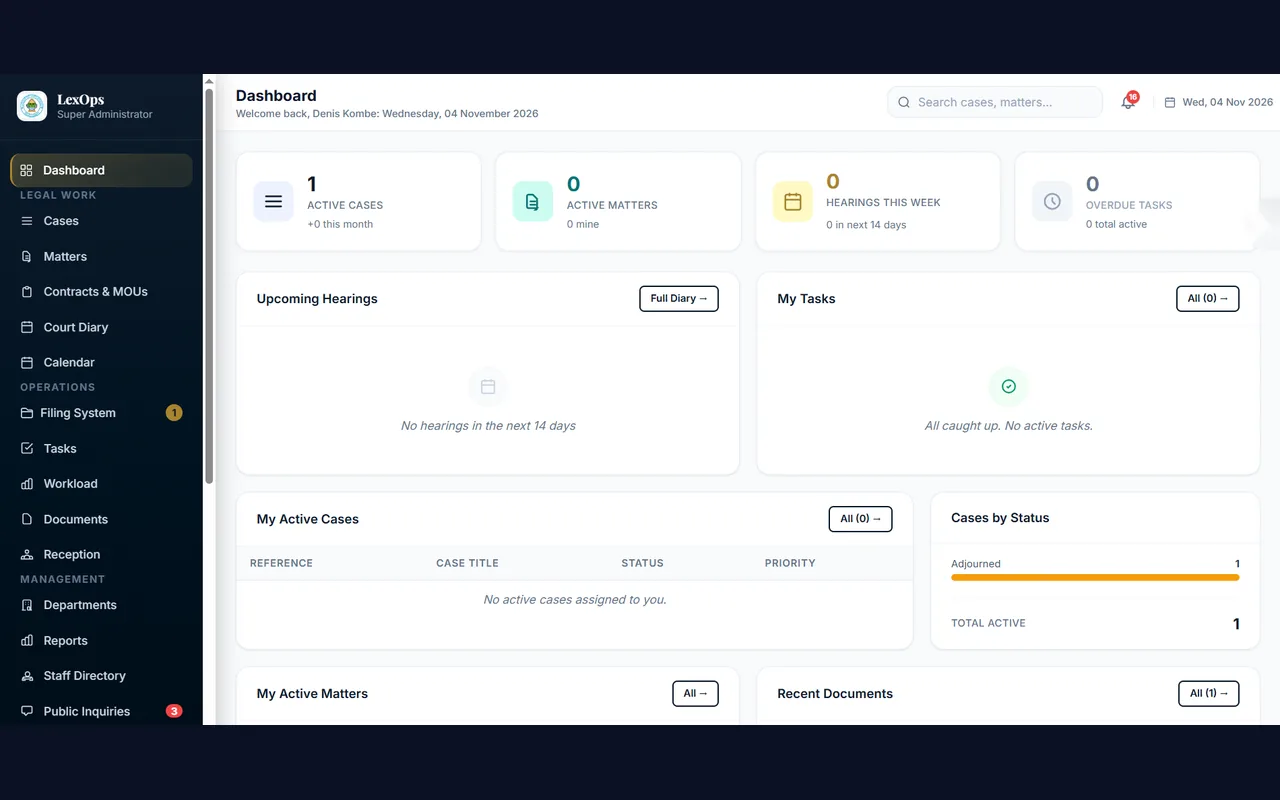 LexOps
Super Administrator
Dashboard
LEGAL WORK
Cases
Matters
Contracts & MOUs
Court Diary
Calendar
OPERATIONS
Filing System 1
Tasks
Workload
Documents
Reception
MANAGEMENT
Departments
Reports
Staff Directory
Public Inquiries 3
Dashboard
Welcome back, Denis Kombe: Wednesday, 04 November 2026
Search cases, matters...
16
Wed, 04 Nov 2026
1
ACTIVE CASES
+0 this month
0
ACTIVE MATTERS
0 mine
0
HEARINGS THIS WEEK
0 in next 14 days
0
OVERDUE TASKS
0 total active
Upcoming Hearings
Full Diary →
No hearings in the next 14 days
My Tasks
All (0) →
All caught up. No active tasks.
My Active Cases
All (0) →
REFERENCE CASE TITLE STATUS PRIORITY
No active cases assigned to you.
Cases by Status
Adjourned 1
TOTAL ACTIVE 1
My Active Matters
All →
Recent Documents
All (1) →